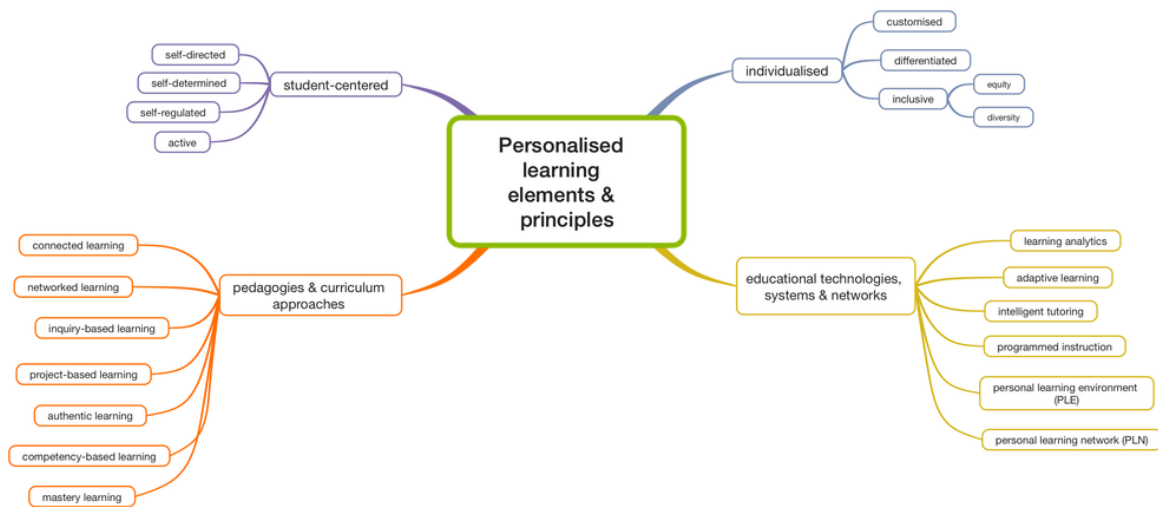 Personalised
learning
elements &
principles
student-centered
self-directed
self-determined
self-regulated
active
individualised
customised
differentiated
inclusive
equity
diversity
pedagogies & curriculum
approaches
connected learning
networked learning
inquiry-based learning
project-based learning
authentic learning
competency-based learning
mastery learning
educational technologies,
systems & networks
learning analytics
adaptive learning
intelligent tutoring
programmed instruction
personal learning environment
(PLE)
personal learning network (PLN)